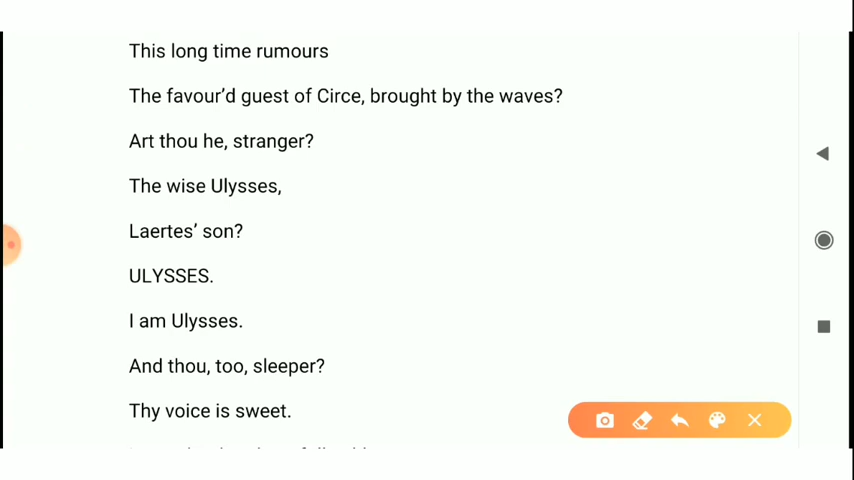 This long time rumours
The favour’d guest of Circe, brought by the waves?
Art thou he, stranger?
The wise Ulysses,
Laertes’ son?
ULYSSES.
I am Ulysses.
And thou, too, sleeper?
Thy voice is sweet.